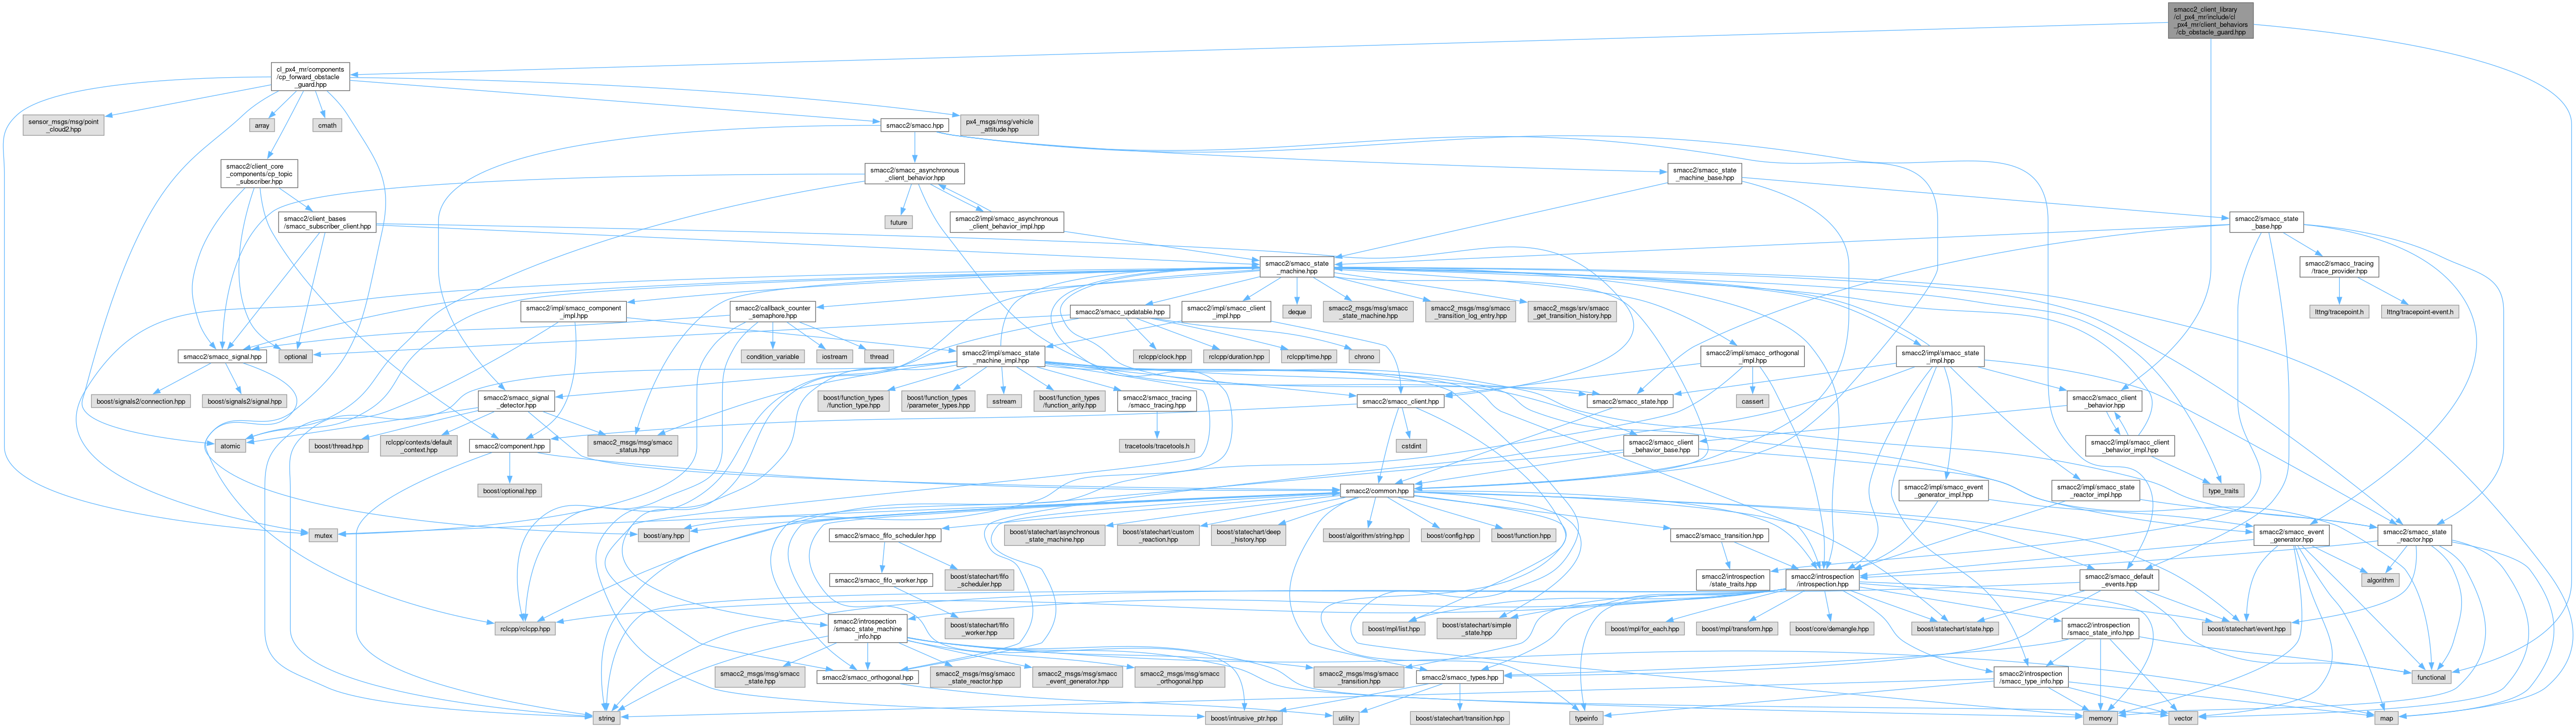 smacc2_client_library
/cl_px4_mr/include/cl
_px4_mr/client_behaviors
/cb_obstacle_guard.hpp
cl_px4_mr/components
/cp_forward_obstacle
_guard.hpp
sensor_msgs/msg/point
_cloud2.hpp
array
cmath
smacc2/smacc.hpp
px4_msgs/msg/vehicle
_attitude.hpp
smacc2/client_core
_components/cp_topic
_subscriber.hpp
smacc2/smacc_asynchronous
_client_behavior.hpp
smacc2/smacc_state
_machine_base.hpp
smacc2/client_bases
/smacc_subscriber_client.hpp
future
smacc2/impl/smacc_asynchronous
_client_behavior_impl.hpp
smacc2/smacc_state
_base.hpp
smacc2/smacc_state
_machine.hpp
smacc2/smacc_tracing
/trace_provider.hpp
smacc2/impl/smacc_component
_impl.hpp
smacc2/callback_counter
_semaphore.hpp
smacc2/smacc_updatable.hpp
smacc2/impl/smacc_client
_impl.hpp
deque
smacc2_msgs/msg/smacc
_state_machine.hpp
smacc2_msgs/msg/smacc
_transition_log_entry.hpp
smacc2_msgs/srv/smacc
_get_transition_history.hpp
lttng/tracepoint.h
lttng/tracepoint-event.h
smacc2/smacc_signal.hpp
optional
condition_variable
iostream
thread
smacc2/impl/smacc_state
_machine_impl.hpp
rclcpp/clock.hpp
rclcpp/duration.hpp
rclcpp/time.hpp
chrono
smacc2/impl/smacc_orthogonal
_impl.hpp
smacc2/impl/smacc_state
_impl.hpp
boost/signals2/connection.hpp
boost/signals2/signal.hpp
smacc2/smacc_signal
_detector.hpp
boost/function_types
/function_type.hpp
boost/function_types
/parameter_types.hpp
sstream
boost/function_types
/function_arity.hpp
smacc2/smacc_tracing
/smacc_tracing.hpp
smacc2/smacc_client.hpp
smacc2/smacc_state.hpp
cassert
smacc2/smacc_client
_behavior.hpp
atomic
boost/thread.hpp
rclcpp/contexts/default
_context.hpp
smacc2/component.hpp
smacc2_msgs/msg/smacc
_status.hpp
tracetools/tracetools.h
cstdint
smacc2/smacc_client
_behavior_base.hpp
smacc2/impl/smacc_client
_behavior_impl.hpp
boost/optional.hpp
smacc2/common.hpp
smacc2/impl/smacc_event
_generator_impl.hpp
smacc2/impl/smacc_state
_reactor_impl.hpp
type_traits
mutex
boost/any.hpp
smacc2/smacc_fifo_scheduler.hpp
boost/statechart/asynchronous
_state_machine.hpp
boost/statechart/custom
_reaction.hpp
boost/statechart/deep
_history.hpp
boost/algorithm/string.hpp
boost/config.hpp
boost/function.hpp
smacc2/smacc_transition.hpp
smacc2/smacc_event
_generator.hpp
smacc2/smacc_state
_reactor.hpp
smacc2/smacc_fifo_worker.hpp
boost/statechart/fifo
_scheduler.hpp
smacc2/introspection
/state_traits.hpp
smacc2/introspection
/introspection.hpp
smacc2/smacc_default
_events.hpp
algorithm
rclcpp/rclcpp.hpp
smacc2/introspection
/smacc_state_machine
_info.hpp
boost/statechart/fifo
_worker.hpp
boost/mpl/list.hpp
boost/statechart/simple
_state.hpp
boost/mpl/for_each.hpp
boost/mpl/transform.hpp
boost/core/demangle.hpp
boost/statechart/state.hpp
smacc2/introspection
/smacc_state_info.hpp
boost/statechart/event.hpp
smacc2_msgs/msg/smacc
_state.hpp
smacc2/smacc_orthogonal.hpp
smacc2_msgs/msg/smacc
_state_reactor.hpp
smacc2_msgs/msg/smacc
_event_generator.hpp
smacc2_msgs/msg/smacc
_orthogonal.hpp
smacc2_msgs/msg/smacc
_transition.hpp
smacc2/smacc_types.hpp
smacc2/introspection
/smacc_type_info.hpp
functional
string
boost/intrusive_ptr.hpp
utility
boost/statechart/transition.hpp
typeinfo
memory
vector
map